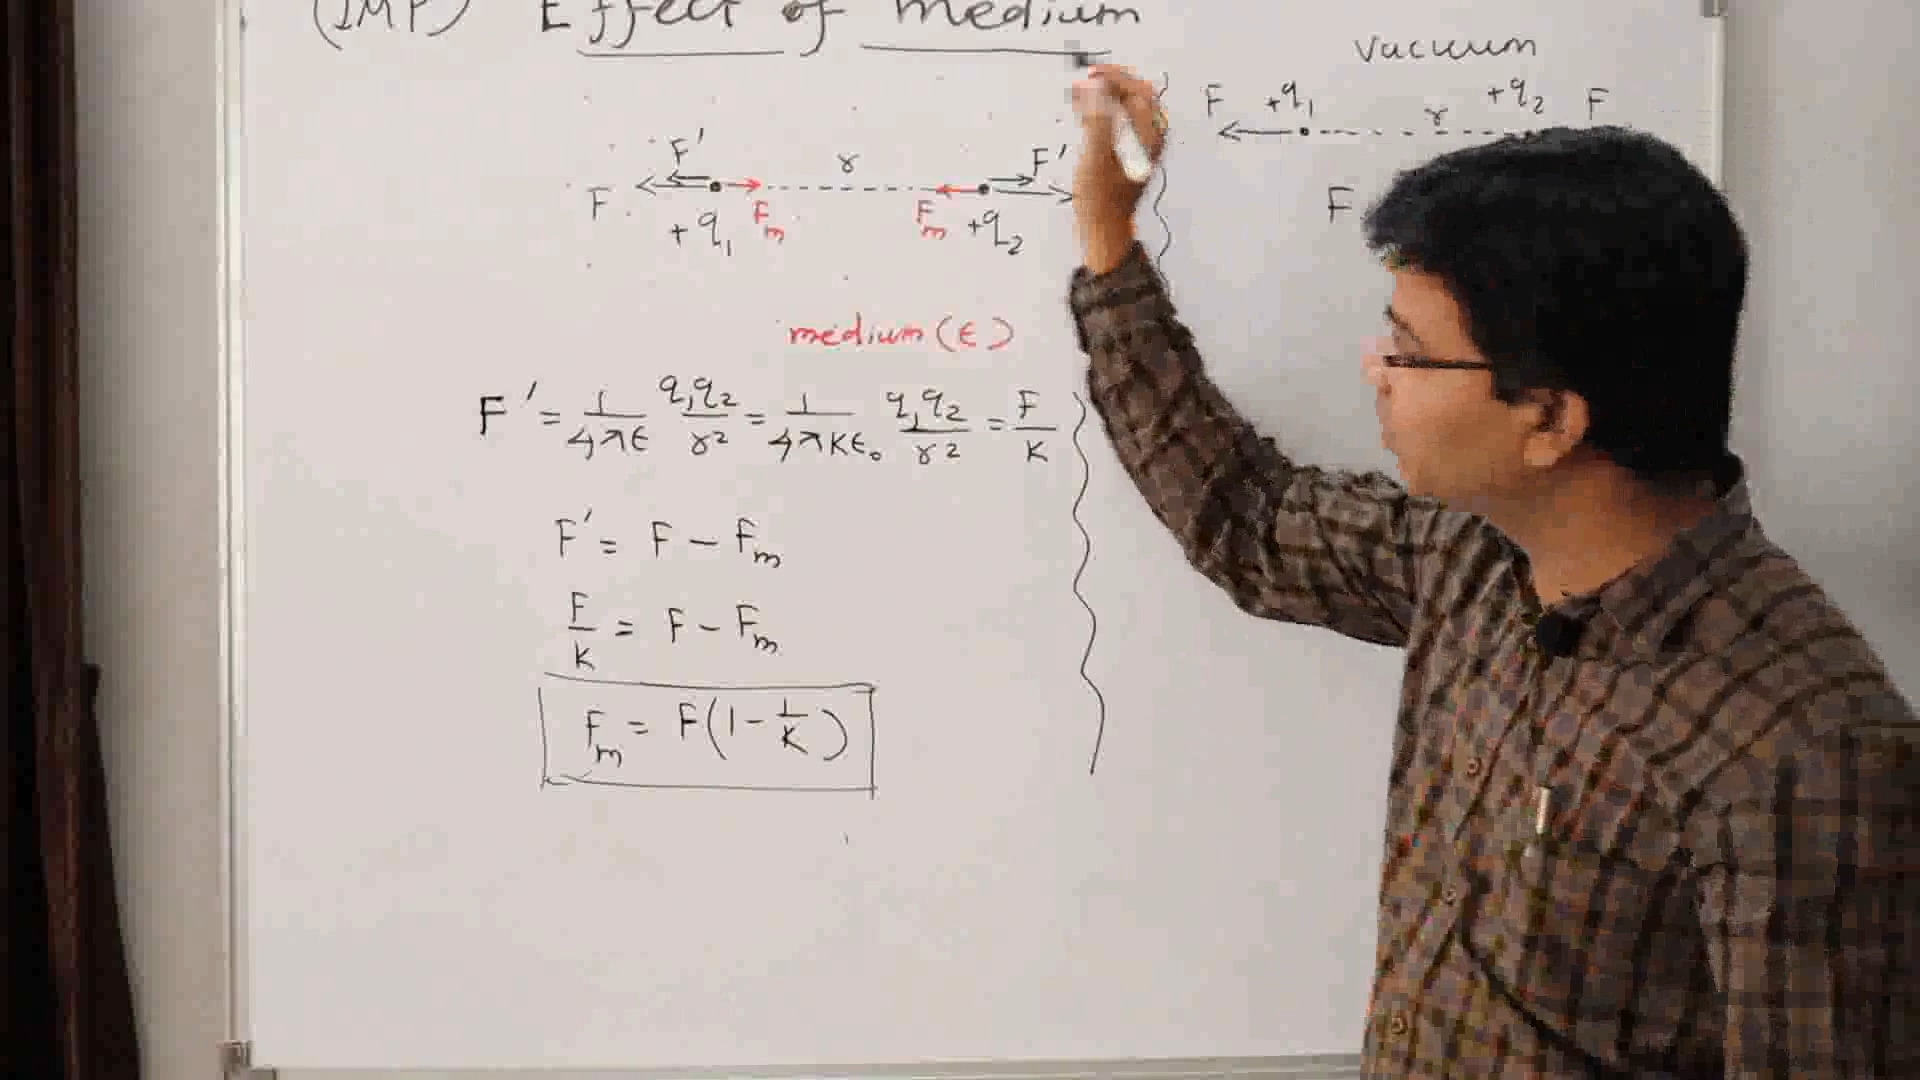 (IMP) Effect of medium
F' r F'
F
+q₁ Fm Fm +q₂
medium (ε)
F' = 1/4πε q₁q₂/r² = 1/4πKε₀ q₁q₂/r² = F/K
F' = F - Fm
F/K = F - Fm
Fm = F(1 - 1/K)
vacuum
F +q₁ r +q₂ F
F